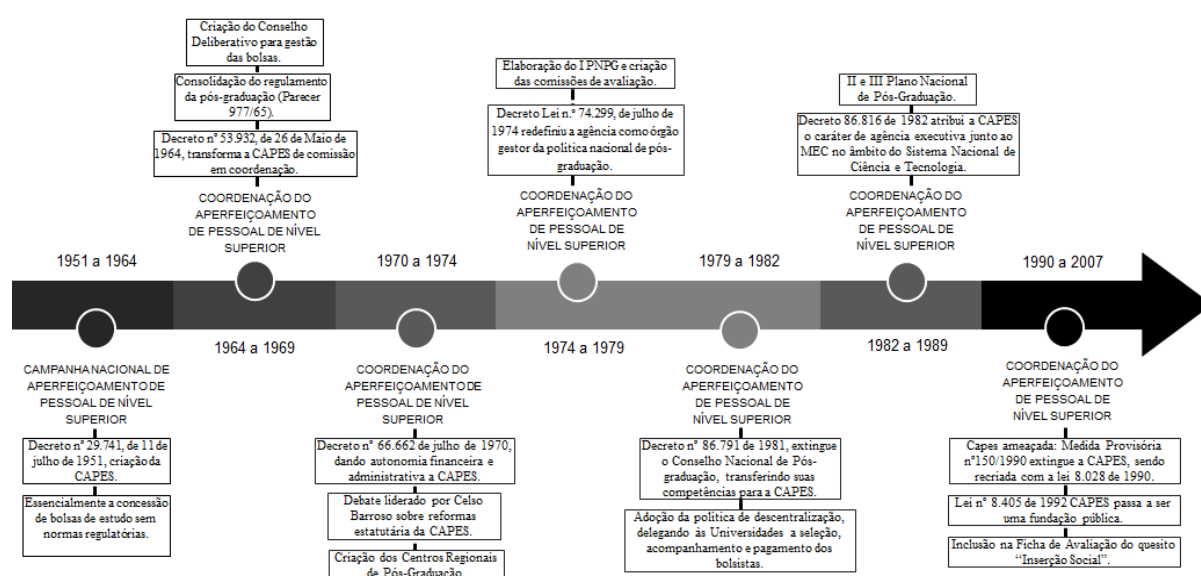 Criação do Conselho
Deliberativo para gestão
das bolsas.
Consolidação do regulamento
da pós-graduação (Parecer
977/65).
Decreto n° 53.932, de 26 de Maio de
1964, transforma a CAPES de comissão
em coordenação.
COORDENAÇÃO DO
APERFEIÇOAMENTO
DE PESSOAL DE NÍVEL
SUPERIOR
Elaboração do I PNPG e criação
das comissões de avaliação.
Decreto Lei n.° 74.299, de julho de
1974 redefiniu a agência como órgão
gestor da política nacional de pós-
graduação.
COORDENAÇÃO DO
APERFEIÇOAMENTO
DE PESSOAL DE
NÍVEL SUPERIOR
II e III Plano Nacional
de Pós-Graduação.
Decreto 86.816 de 1982 atribui a CAPES
o caráter de agência executiva junto ao
MEC no âmbito do Sistema Nacional de
Ciência e Tecnologia.
COORDENAÇÃO DO
APERFEIÇOAMENTO
DE PESSOAL DE
NÍVEL SUPERIOR
1951 a 1964
1970 a 1974
1979 a 1982
1990 a 2007
1964 a 1969
1974 a 1979
1982 a 1989
CAMPANHA NACIONAL DE
APERFEIÇOAMENTO DE
PESSOAL DE NÍVEL
SUPERIOR
Decreto n° 29.741, de 11 de
julho de 1951, criação da
CAPES.
Essencialmente a concessão
de bolsas de estudo sem
normas regulatórias.
COORDENAÇÃO DO
APERFEIÇOAMENTO DE
PESSOAL DE NÍVEL
SUPERIOR
Decreto n° 66.662 de julho de 1970,
dando autonomia financeira e
administrativa a CAPES.
Debate liderado por Celso
Barroso sobre reformas
estatutária da CAPES.
Criação dos Centros Regionais
de Pós-Graduação
COORDENAÇÃO DO
APERFEIÇOAMENTO
DE PESSOAL DE
NÍVEL SUPERIOR
Decreto n° 86.791 de 1981, extingue
o Conselho Nacional de Pós-
graduação, transferindo suas
competências para a CAPES.
Adoção da política de descentralização,
delegando às Universidades a seleção,
acompanhamento e pagamento dos
bolsistas.
COORDENAÇÃO DO
APERFEIÇOAMENTO
DE PESSOAL DE
NÍVEL SUPERIOR
Capes ameaçada: Medida Provisória
n°150/1990 extingue a CAPES, sendo
recriada com a lei 8.028 de 1990.
Lei n° 8.405 de 1992 CAPES passa a ser
uma fundação pública.
Inclusão na Ficha de Avaliação do quesito
“Inserção Social”.